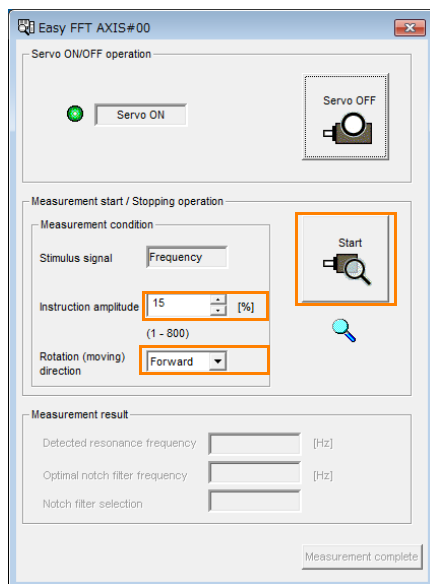 Easy FFT AXIS#00
Servo ON/OFF operation
Servo ON
Servo OFF
Measurement start / Stopping operation
Measurement condition
Stimulus signal Frequency
Start
Instruction amplitude 15 [%]
(1 - 800)
Rotation (moving) direction Forward
Measurement result
Detected resonance frequency [Hz]
Optimal notch filter frequency [Hz]
Notch filter selection
Measurement complete